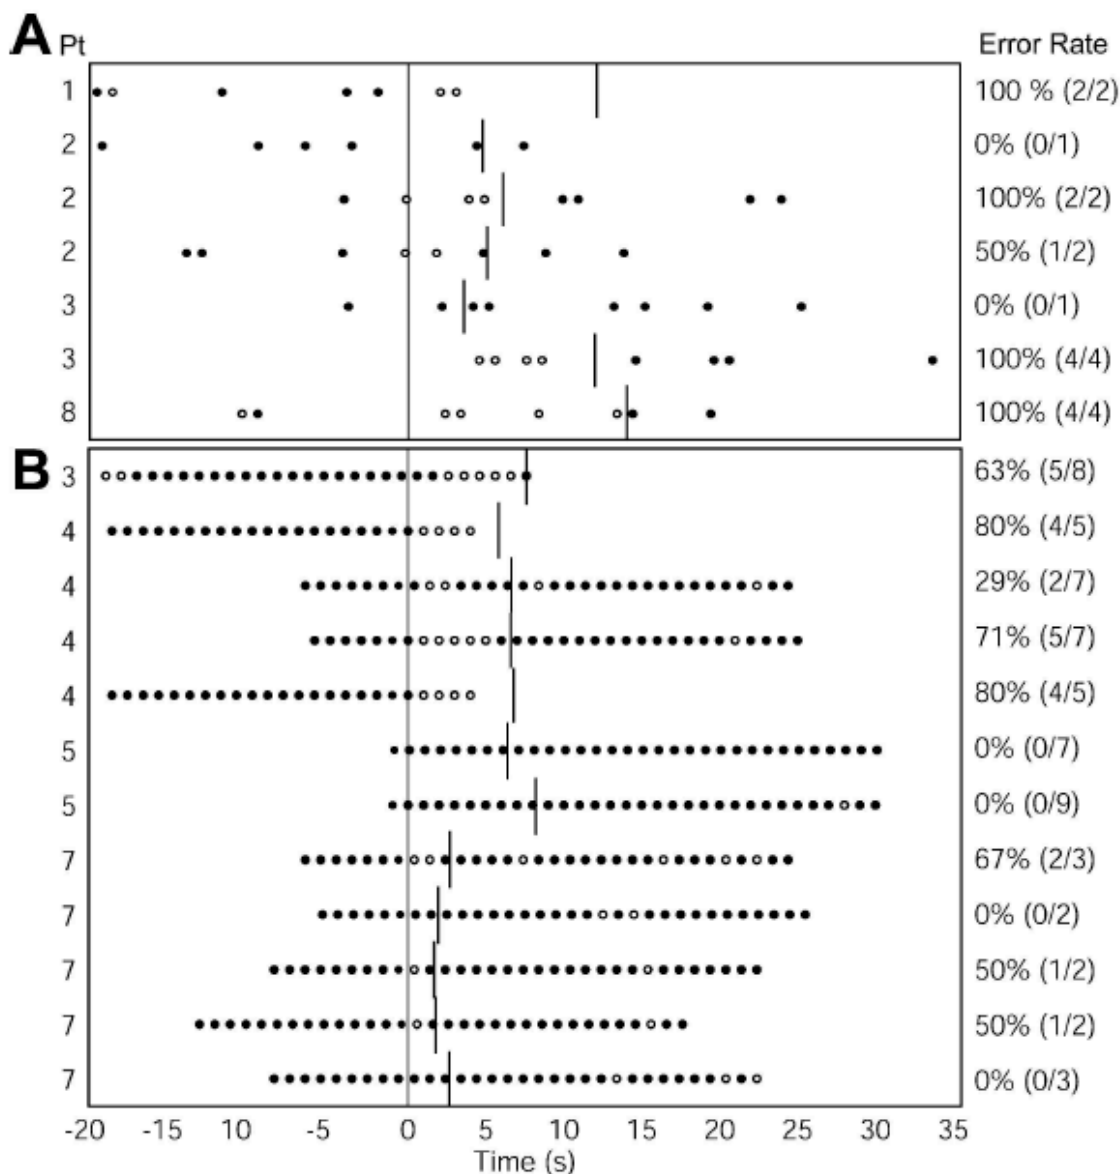 A Pt Error Rate
1 100 % (2/2)
2 0% (0/1)
2 100% (2/2)
2 50% (1/2)
3 0% (0/1)
3 100% (4/4)
8 100% (4/4)
B 3 63% (5/8)
4 80% (4/5)
4 29% (2/7)
4 71% (5/7)
4 80% (4/5)
5 0% (0/7)
5 0% (0/9)
7 67% (2/3)
7 0% (0/2)
7 50% (1/2)
7 50% (1/2)
7 0% (0/3)
-20 -15 10 -5 0 5 10 15 20 25 30 35
Time (s)